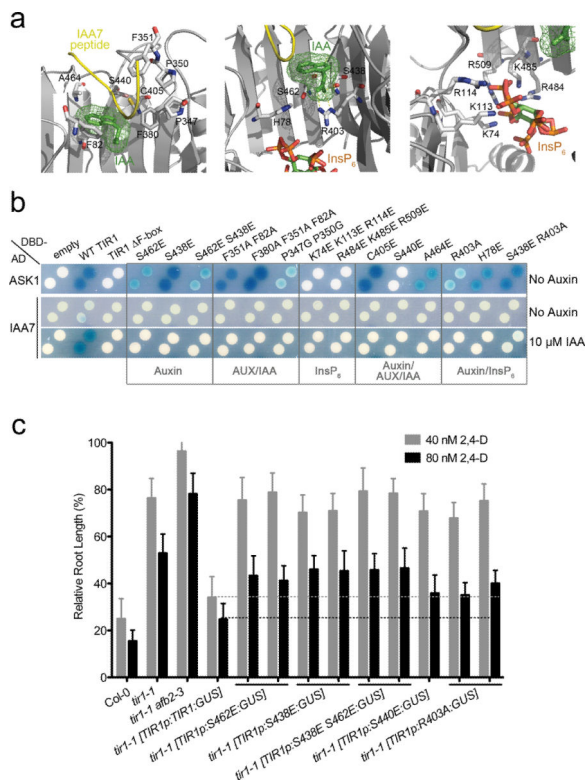 a
IAA7
peptide
F351
P350
S440
A464
C405
P347
F82
F380
IAA
IAA
S438
S462
H78
R403
InsP6
K485
R509
R114
R484
K113
K74
InsP6
b
DBD-
AD
empty
WT TIR1
TIR1 ΔF-box
S462E
S438E
S462E S438E
F351A F82A
F380A F351A F82A
P347G P350G
K74E K113E R114E
R484E K485E R509E
C405E
S440E
A464E
R403A
H78E
S438E R403A
ASK1
No Auxin
IAA7
No Auxin
10 µM IAA
Auxin
AUX/IAA
InsP6
Auxin/
AUX/IAA
Auxin/InsP6
c
40 nM 2,4-D
80 nM 2,4-D
Relative Root Length (%)
100
80
60
40
20
0
Col-0
tir1-1
tir1-1 afb2-3
tir1-1 [TIR1p:TIR1:GUS]
tir1-1 [TIR1p:S462E:GUS]
tir1-1 [TIR1p:S438E:GUS]
tir1-1 [TIR1p:S438E S462E:GUS]
tir1-1 [TIR1p:S440E:GUS]
tir1-1 [TIR1p:R403A:GUS]